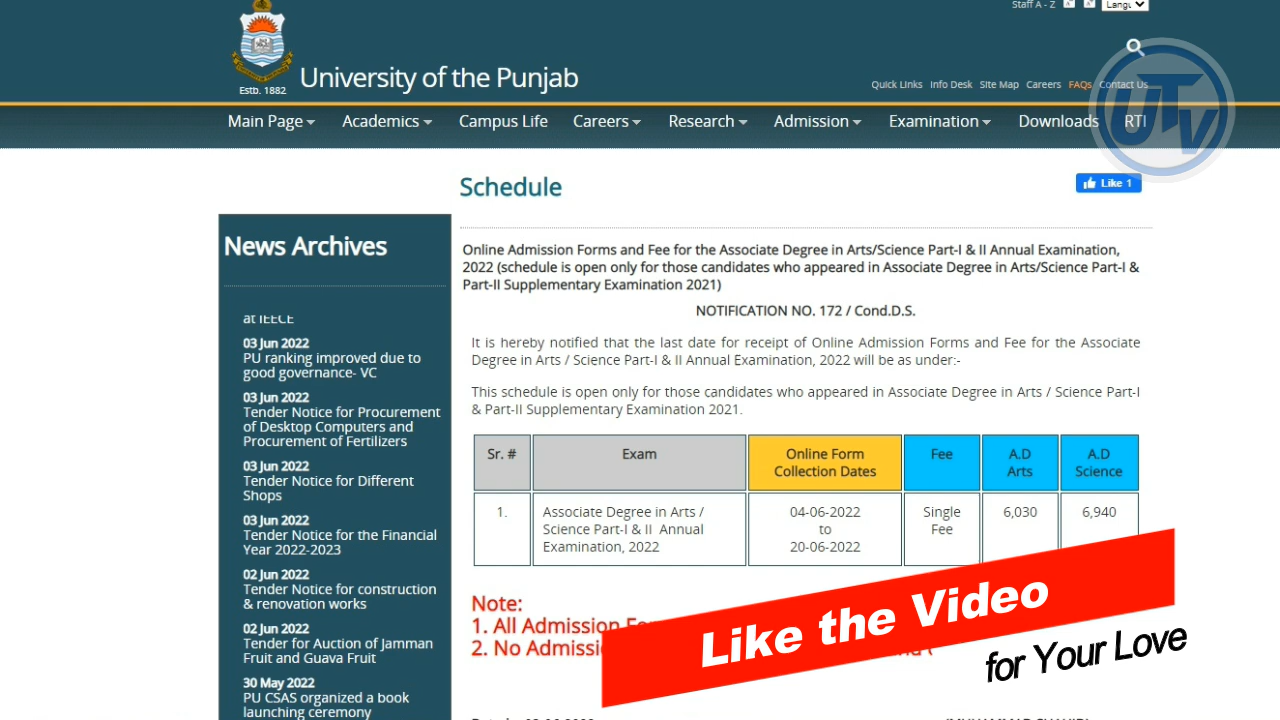 Staff A - Z
Estb. 1882
University of the Punjab
Quick Links Info Desk Site Map Careers FAQs Contact Us
UTV
Main Page Academics Campus Life Careers Research Admission Examination Downloads RTI
Schedule
Like 1
News Archives
at IEECE
03 Jun 2022
PU ranking improved due to
good governance- VC
03 Jun 2022
Tender Notice for Procurement
of Desktop Computers and
Procurement of Fertilizers
03 Jun 2022
Tender Notice for Different
Shops
03 Jun 2022
Tender Notice for the Financial
Year 2022-2023
02 Jun 2022
Tender Notice for construction
& renovation works
02 Jun 2022
Tender for Auction of Jamman
Fruit and Guava Fruit
30 May 2022
PU CSAS organized a book
launching ceremony
Online Admission Forms and Fee for the Associate Degree in Arts/Science Part-I & II Annual Examination,
2022 (schedule is open only for those candidates who appeared in Associate Degree in Arts/Science Part-I &
Part-II Supplementary Examination 2021)
NOTIFICATION NO. 172 / Cond.D.S.
It is hereby notified that the last date for receipt of Online Admission Forms and Fee for the Associate
Degree in Arts / Science Part-I & II Annual Examination, 2022 will be as under:-
This schedule is open only for those candidates who appeared in Associate Degree in Arts / Science Part-I
& Part-II Supplementary Examination 2021.
Sr. # Exam Online Form Fee A.D A.D
Collection Dates Arts Science
1. Associate Degree in Arts / 04-06-2022 Single 6,030 6,940
Science Part-I & II Annual to Fee
Examination, 2022 20-06-2022
Note:
1. All Admission
2. No
Like the Video
for Your Love